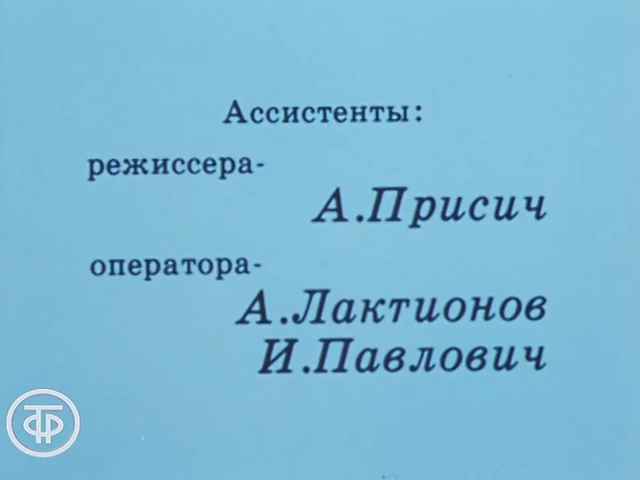 Ассистенты:
режиссера-
А.Присич
оператора-
А.Лактионов
И.Павлович